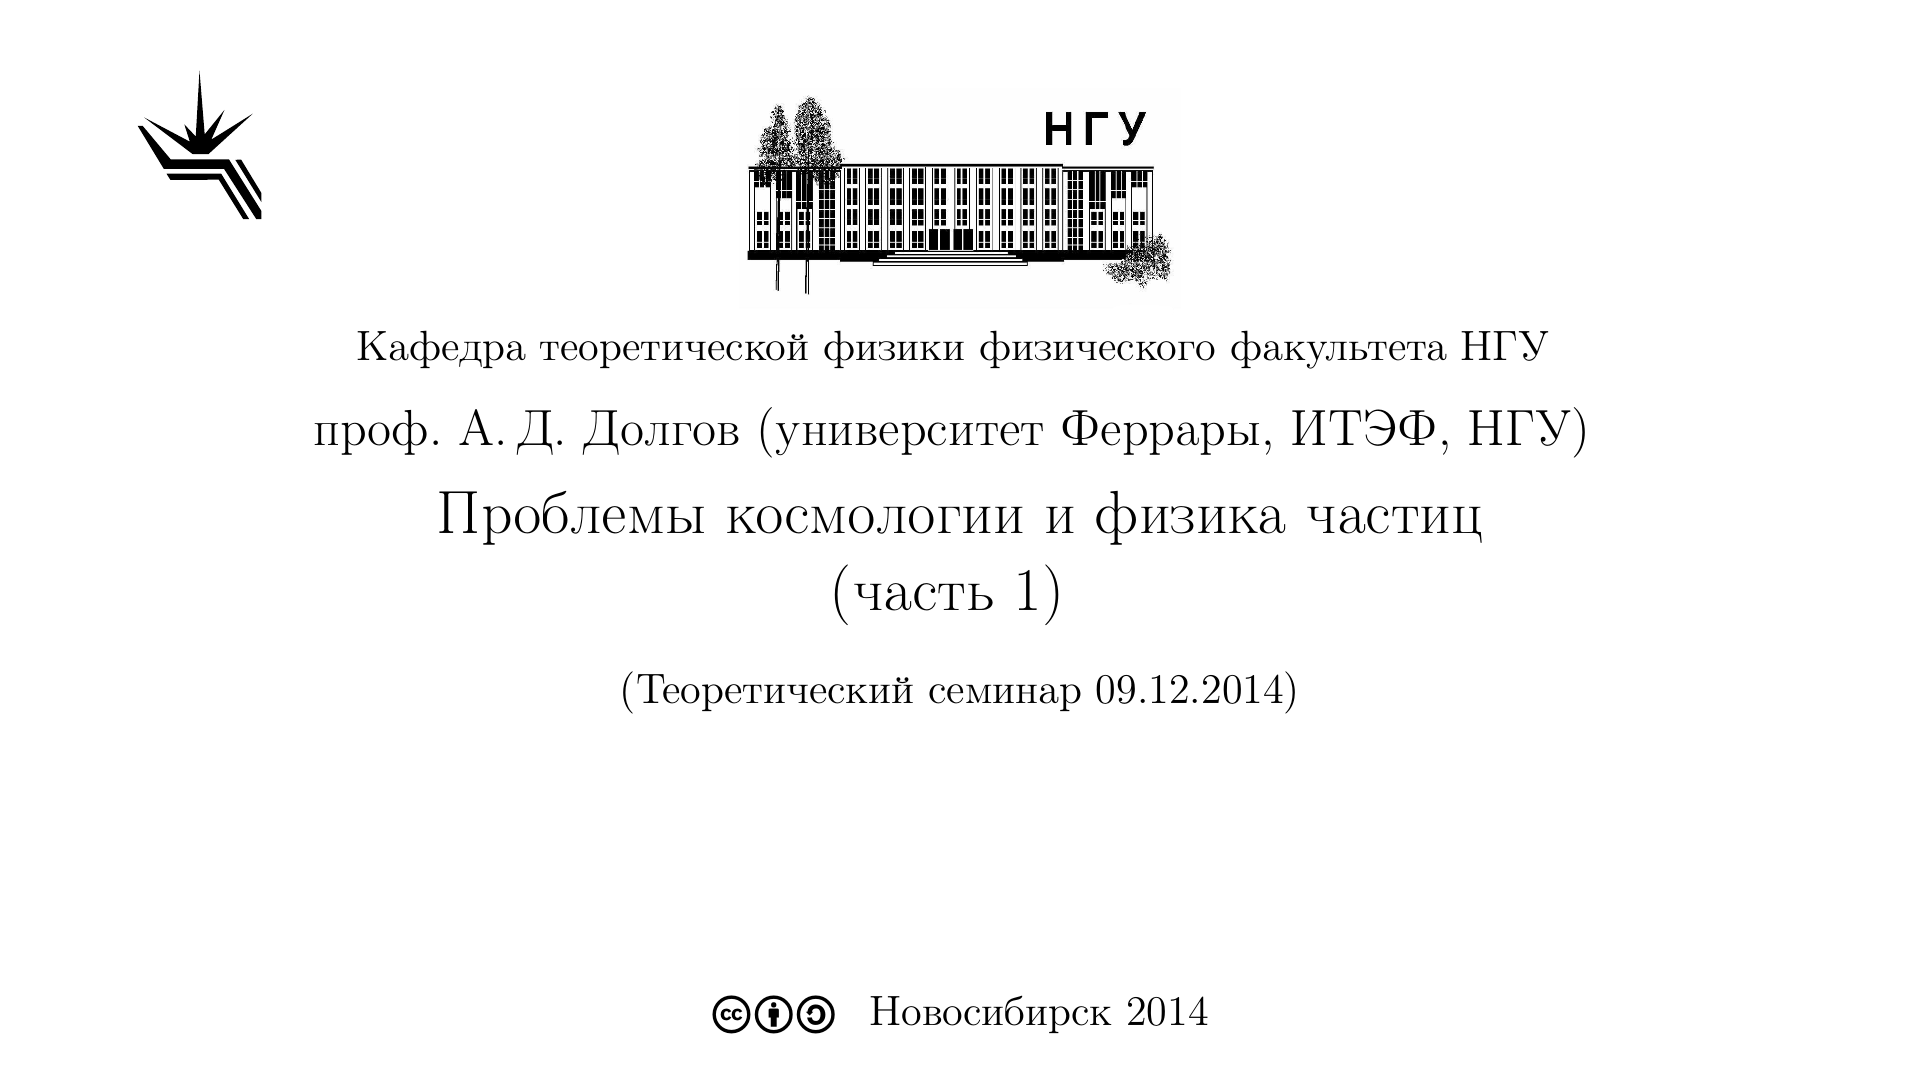 НГУ
Кафедра теоретической физики физического факультета НГУ
проф. А. Д. Долгов (университет Феррары, ИТЭФ, НГУ)
Проблемы космологии и физика частиц
(часть 1)
(Теоретический семинар 09.12.2014)
cc Новосибирск 2014